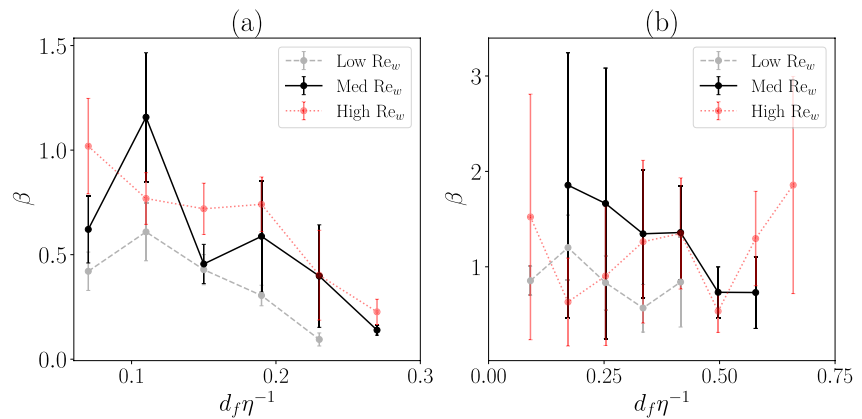 (a)
1.5
1.0
0.5
0.0
β
0.1
0.2
0.3
d_f η⁻¹
Low Re_w
Med Re_w
High Re_w
(b)
3
2
1
β
0.00
0.25
0.50
0.75
d_f η⁻¹
Low Re_w
Med Re_w
High Re_w